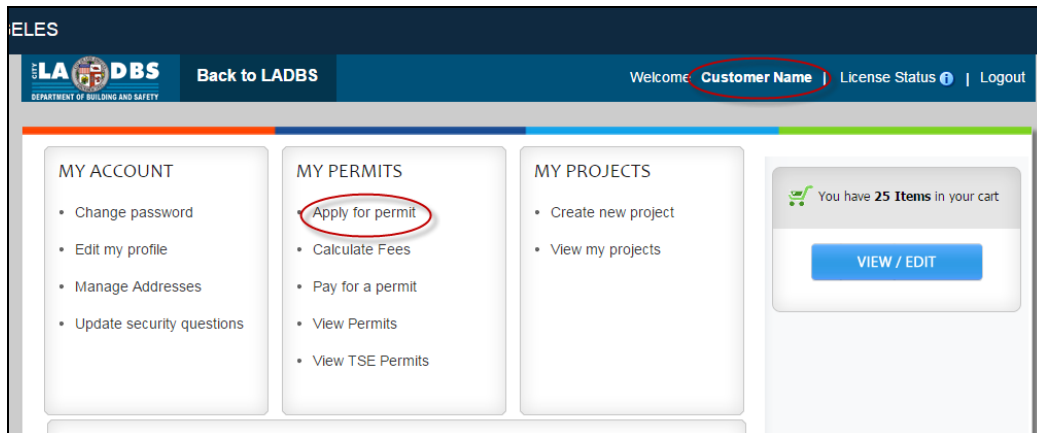 ELES
CITY LA DBS
DEPARTMENT OF BUILDING AND SAFETY
Back to LADBS
Welcome Customer Name | License Status | Logout
MY ACCOUNT
• Change password
• Edit my profile
• Manage Addresses
• Update security questions
MY PERMITS
• Apply for permit
• Calculate Fees
• Pay for a permit
• View Permits
• View TSE Permits
MY PROJECTS
• Create new project
• View my projects
You have 25 Items in your cart
VIEW / EDIT